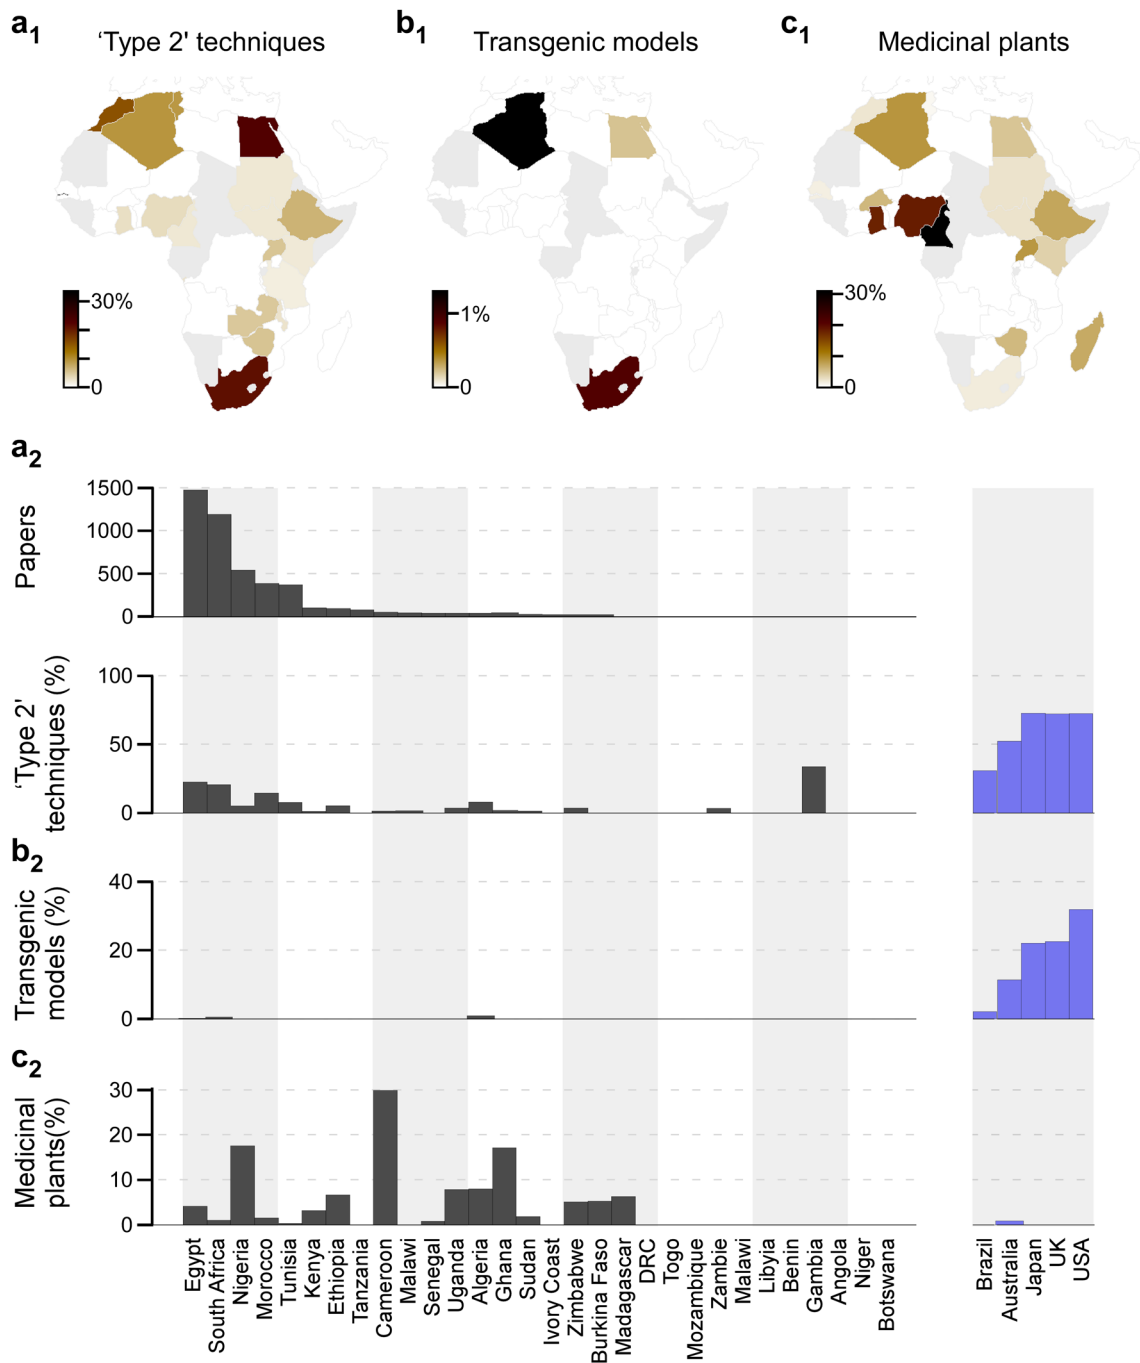 a1 ‘Type 2' techniques
b1 Transgenic models
c1 Medicinal plants
30%
0
1%
0
30%
0
a2
Papers
1500
1000
500
0
‘Type 2'
techniques (%)
100
50
0
b2
Transgenic
models (%)
40
20
0
c2
Medicinal
plants(%)
30
20
10
0
Egypt
South Africa
Nigeria
Morocco
Tunisia
Kenya
Ethiopia
Tanzania
Cameroon
Malawi
Senegal
Uganda
Algeria
Ghana
Sudan
Ivory Coast
Zimbabwe
Burkina Faso
Madagascar
DRC
Togo
Mozambique
Zambie
Malawi
Libyia
Benin
Gambia
Angola
Niger
Botswana
Brazil
Australia
Japan
UK
USA